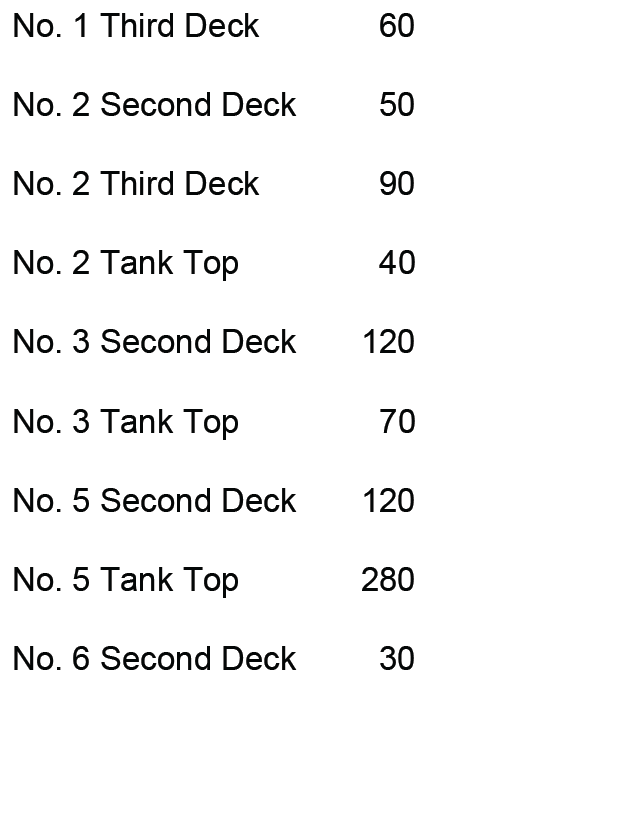 No. 1 Third Deck 60
No. 2 Second Deck 50
No. 2 Third Deck 90
No. 2 Tank Top 40
No. 3 Second Deck 120
No. 3 Tank Top 70
No. 5 Second Deck 120
No. 5 Tank Top 280
No. 6 Second Deck 30